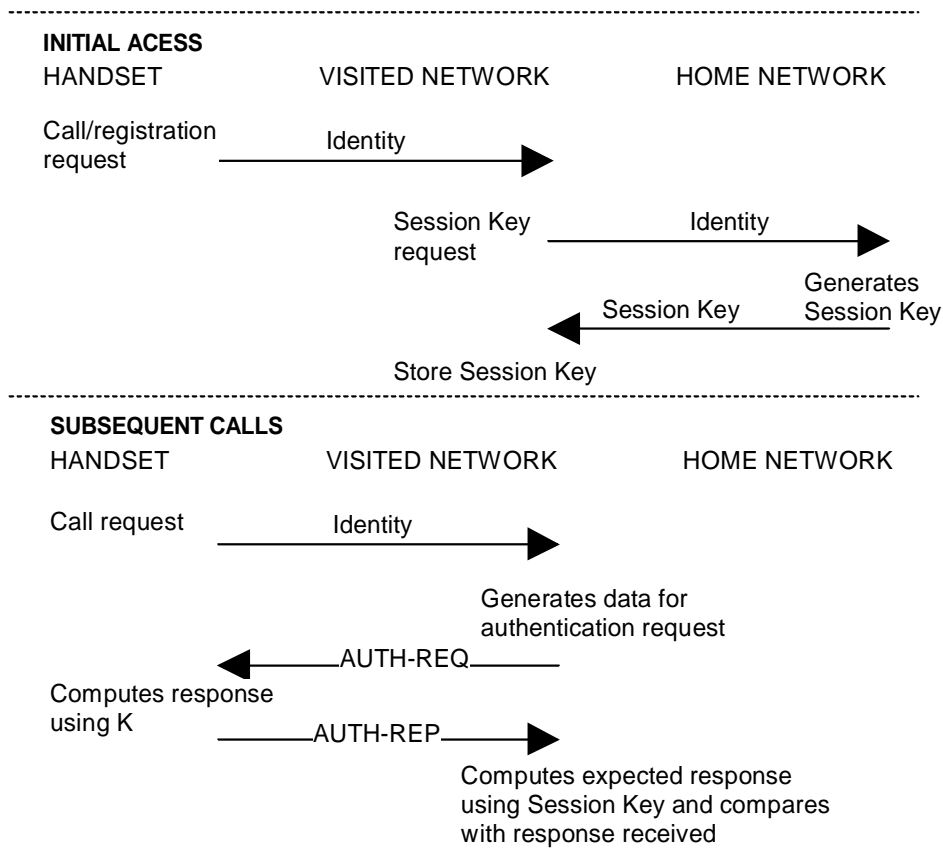 INITIAL ACESS
HANDSET VISITED NETWORK HOME NETWORK
Call/registration
request
Identity
Session Key
request
Identity
Generates
Session Key
Session Key
Store Session Key
SUBSEQUENT CALLS
HANDSET VISITED NETWORK HOME NETWORK
Call request
Identity
Generates data for
authentication request
AUTH-REQ
Computes response
using K
AUTH-REP
Computes expected response
using Session Key and compares
with response received